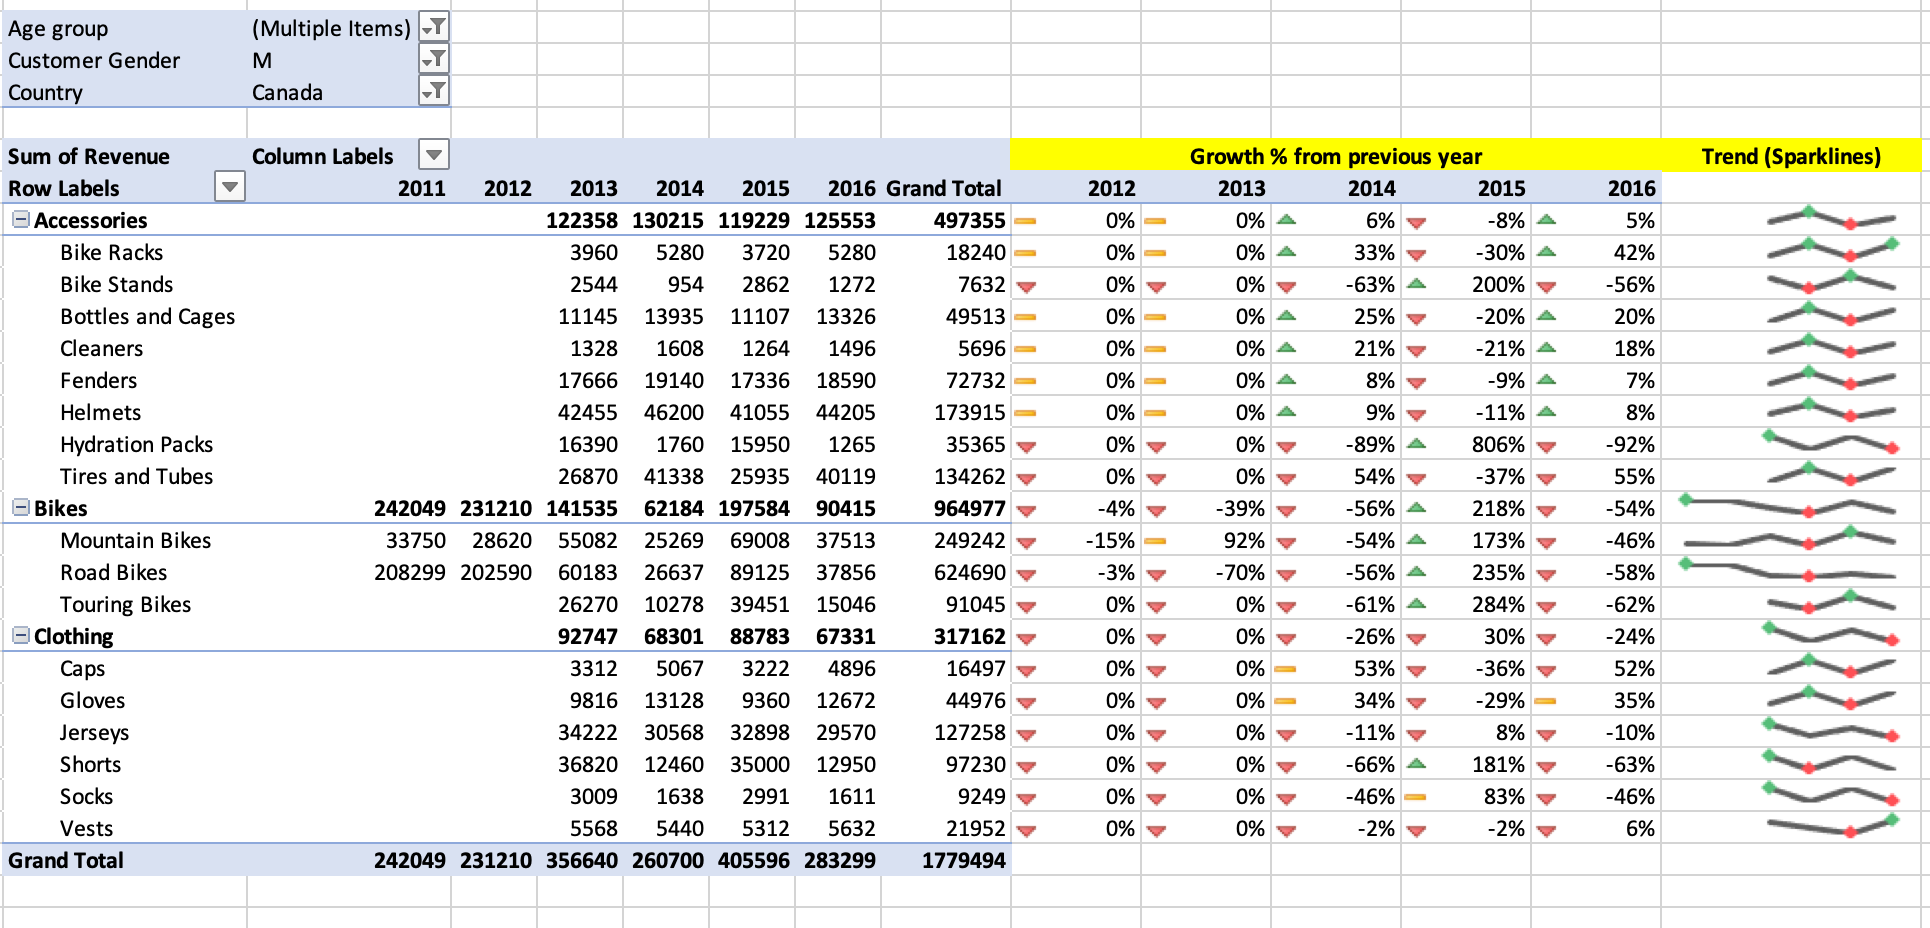 Age group (Multiple Items)
Customer Gender M
Country Canada
Sum of Revenue Column Labels Growth % from previous year Trend (Sparklines)
Row Labels 2011 2012 2013 2014 2015 2016 Grand Total 2012 2013 2014 2015 2016
Accessories 122358 130215 119229 125553 497355 0% 0% 6% -8% 5%
Bike Racks 3960 5280 3720 5280 18240 0% 0% 33% -30% 42%
Bike Stands 2544 954 2862 1272 7632 0% 0% -63% 200% -56%
Bottles and Cages 11145 13935 11107 13326 49513 0% 0% 25% -20% 20%
Cleaners 1328 1608 1264 1496 5696 0% 0% 21% -21% 18%
Fenders 17666 19140 17336 18590 72732 0% 0% 8% -9% 7%
Helmets 42455 46200 41055 44205 173915 0% 0% 9% -11% 8%
Hydration Packs 16390 1760 15950 1265 35365 0% 0% -89% 806% -92%
Tires and Tubes 26870 41338 25935 40119 134262 0% 0% 54% -37% 55%
Bikes 242049 231210 141535 62184 197584 90415 964977 -4% -39% -56% 218% -54%
Mountain Bikes 33750 28620 55082 25269 69008 37513 249242 -15% 92% -54% 173% -46%
Road Bikes 208299 202590 60183 26637 89125 37856 624690 -3% -70% -56% 235% -58%
Touring Bikes 26270 10278 39451 15046 91045 0% 0% -61% 284% -62%
Clothing 92747 68301 88783 67331 317162 0% 0% -26% 30% -24%
Caps 3312 5067 3222 4896 16497 0% 0% 53% -36% 52%
Gloves 9816 13128 9360 12672 44976 0% 0% 34% -29% 35%
Jerseys 34222 30568 32898 29570 127258 0% 0% -11% 8% -10%
Shorts 36820 12460 35000 12950 97230 0% 0% -66% 181% -63%
Socks 3009 1638 2991 1611 9249 0% 0% -46% 83% -46%
Vests 5568 5440 5312 5632 21952 0% 0% -2% -2% 6%
Grand Total 242049 231210 356640 260700 405596 283299 1779494